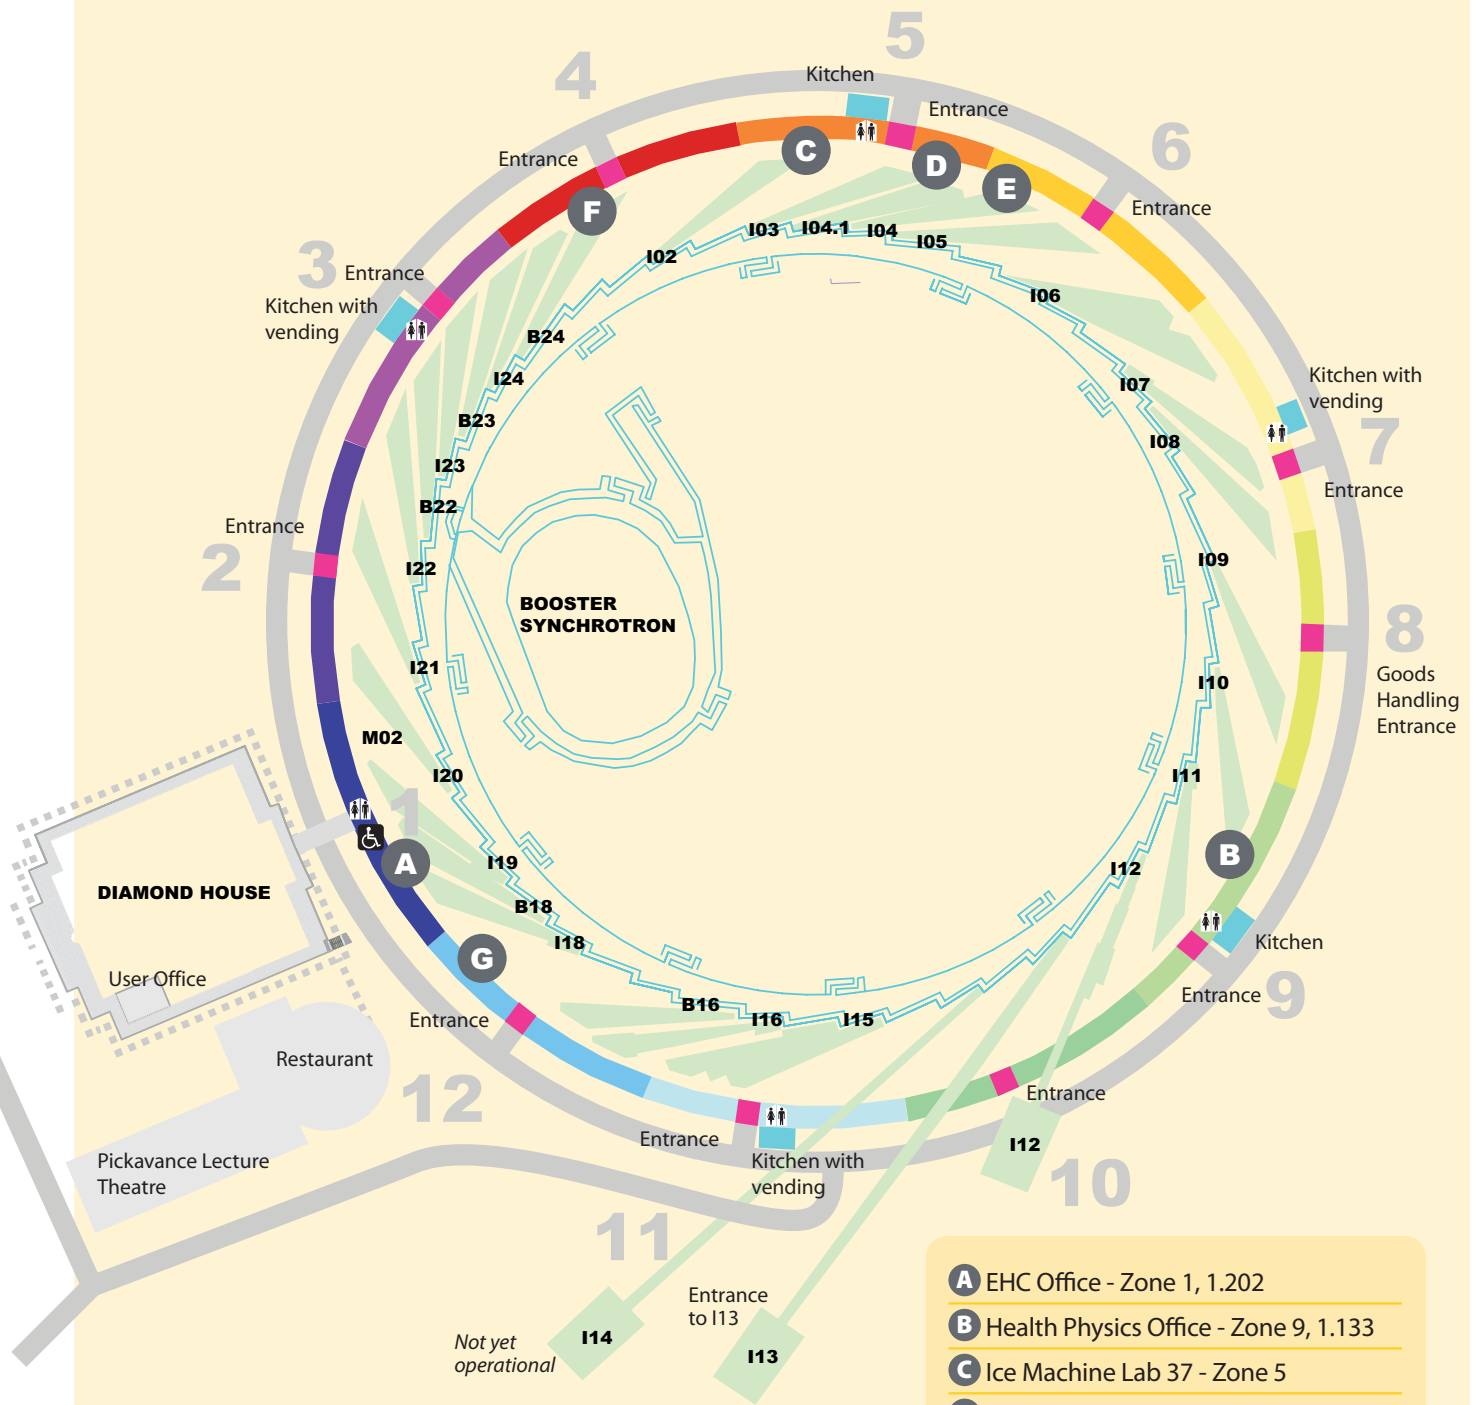 5
Kitchen
4
Entrance
6
Entrance
C
D
E
Entrance
F
3
Entrance
Kitchen with
vending
I03
I04.1
I04
I05
I02
I06
B24
I24
B23
I23
B22
I07
I08
Kitchen with
vending
7
Entrance
Entrance
2
I22
I09
BOOSTER
SYNCHROTRON
8
Goods
Handling
Entrance
I21
I10
M02
I20
I11
1
A
I19
I12
B
DIAMOND HOUSE
B18
I18
G
Kitchen
User Office
Entrance
9
Entrance
B16
I16
I15
Restaurant
12
Entrance
Entrance
Kitchen with
vending
I12
10
Pickavance Lecture
Theatre
11
Entrance
to I13
Not yet
operational
I14
I13
A EHC Office - Zone 1, 1.202
B Health Physics Office - Zone 9, 1.133
C Ice Machine Lab 37 - Zone 5